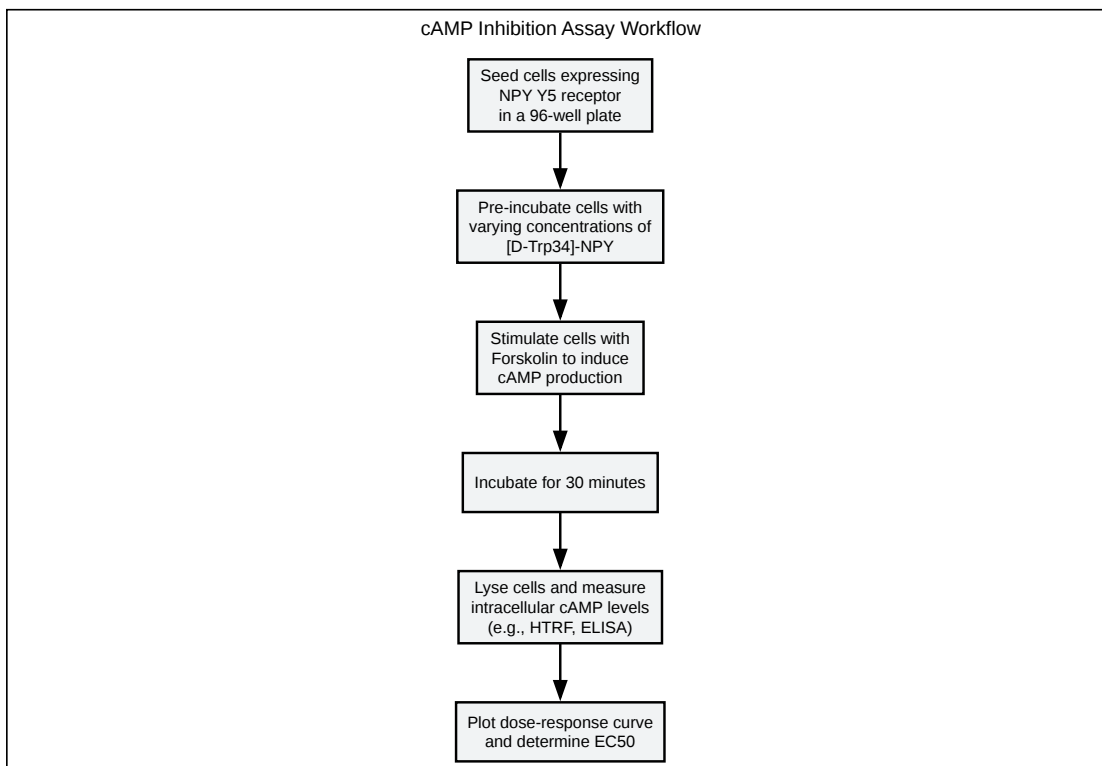 cAMP Inhibition Assay Workflow
Seed cells expressing
NPY Y5 receptor
in a 96-well plate
Pre-incubate cells with
varying concentrations of
[D-Trp34]-NPY
Stimulate cells with
Forskolin to induce
cAMP production
Incubate for 30 minutes
Lyse cells and measure
intracellular cAMP levels
(e.g., HTRF, ELISA)
Plot dose-response curve
and determine EC50